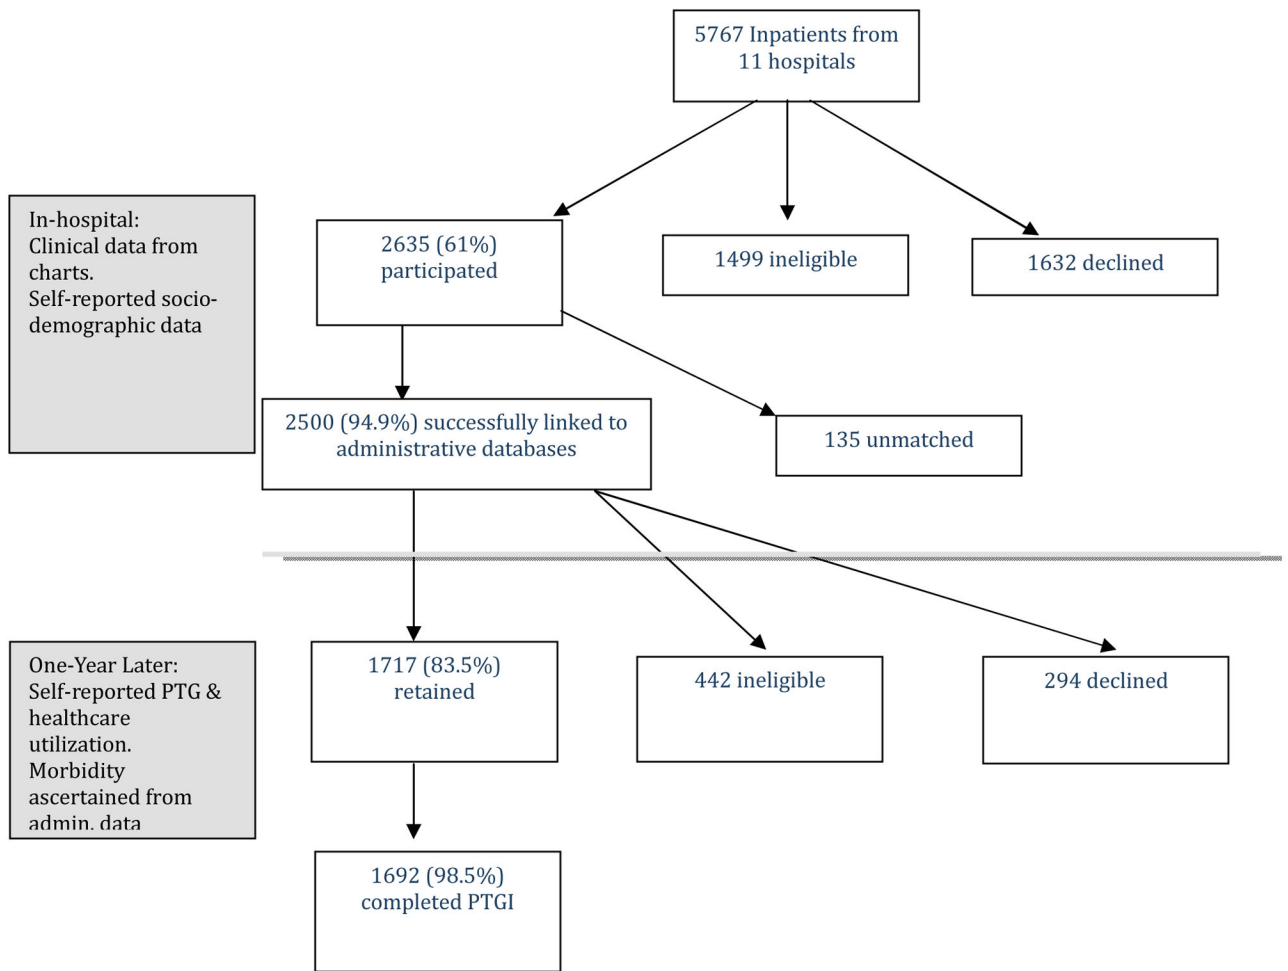 5767 Inpatients from
11 hospitals
In-hospital:
Clinical data from
charts.
Self-reported socio-
demographic data
2635 (61%)
participated
1499 ineligible
1632 declined
2500 (94.9%) successfully linked to
administrative databases
135 unmatched
One-Year Later:
Self-reported PTG &
healthcare
utilization.
Morbidity
ascertained from
admin. data
1717 (83.5%)
retained
442 ineligible
294 declined
1692 (98.5%)
completed PTGI